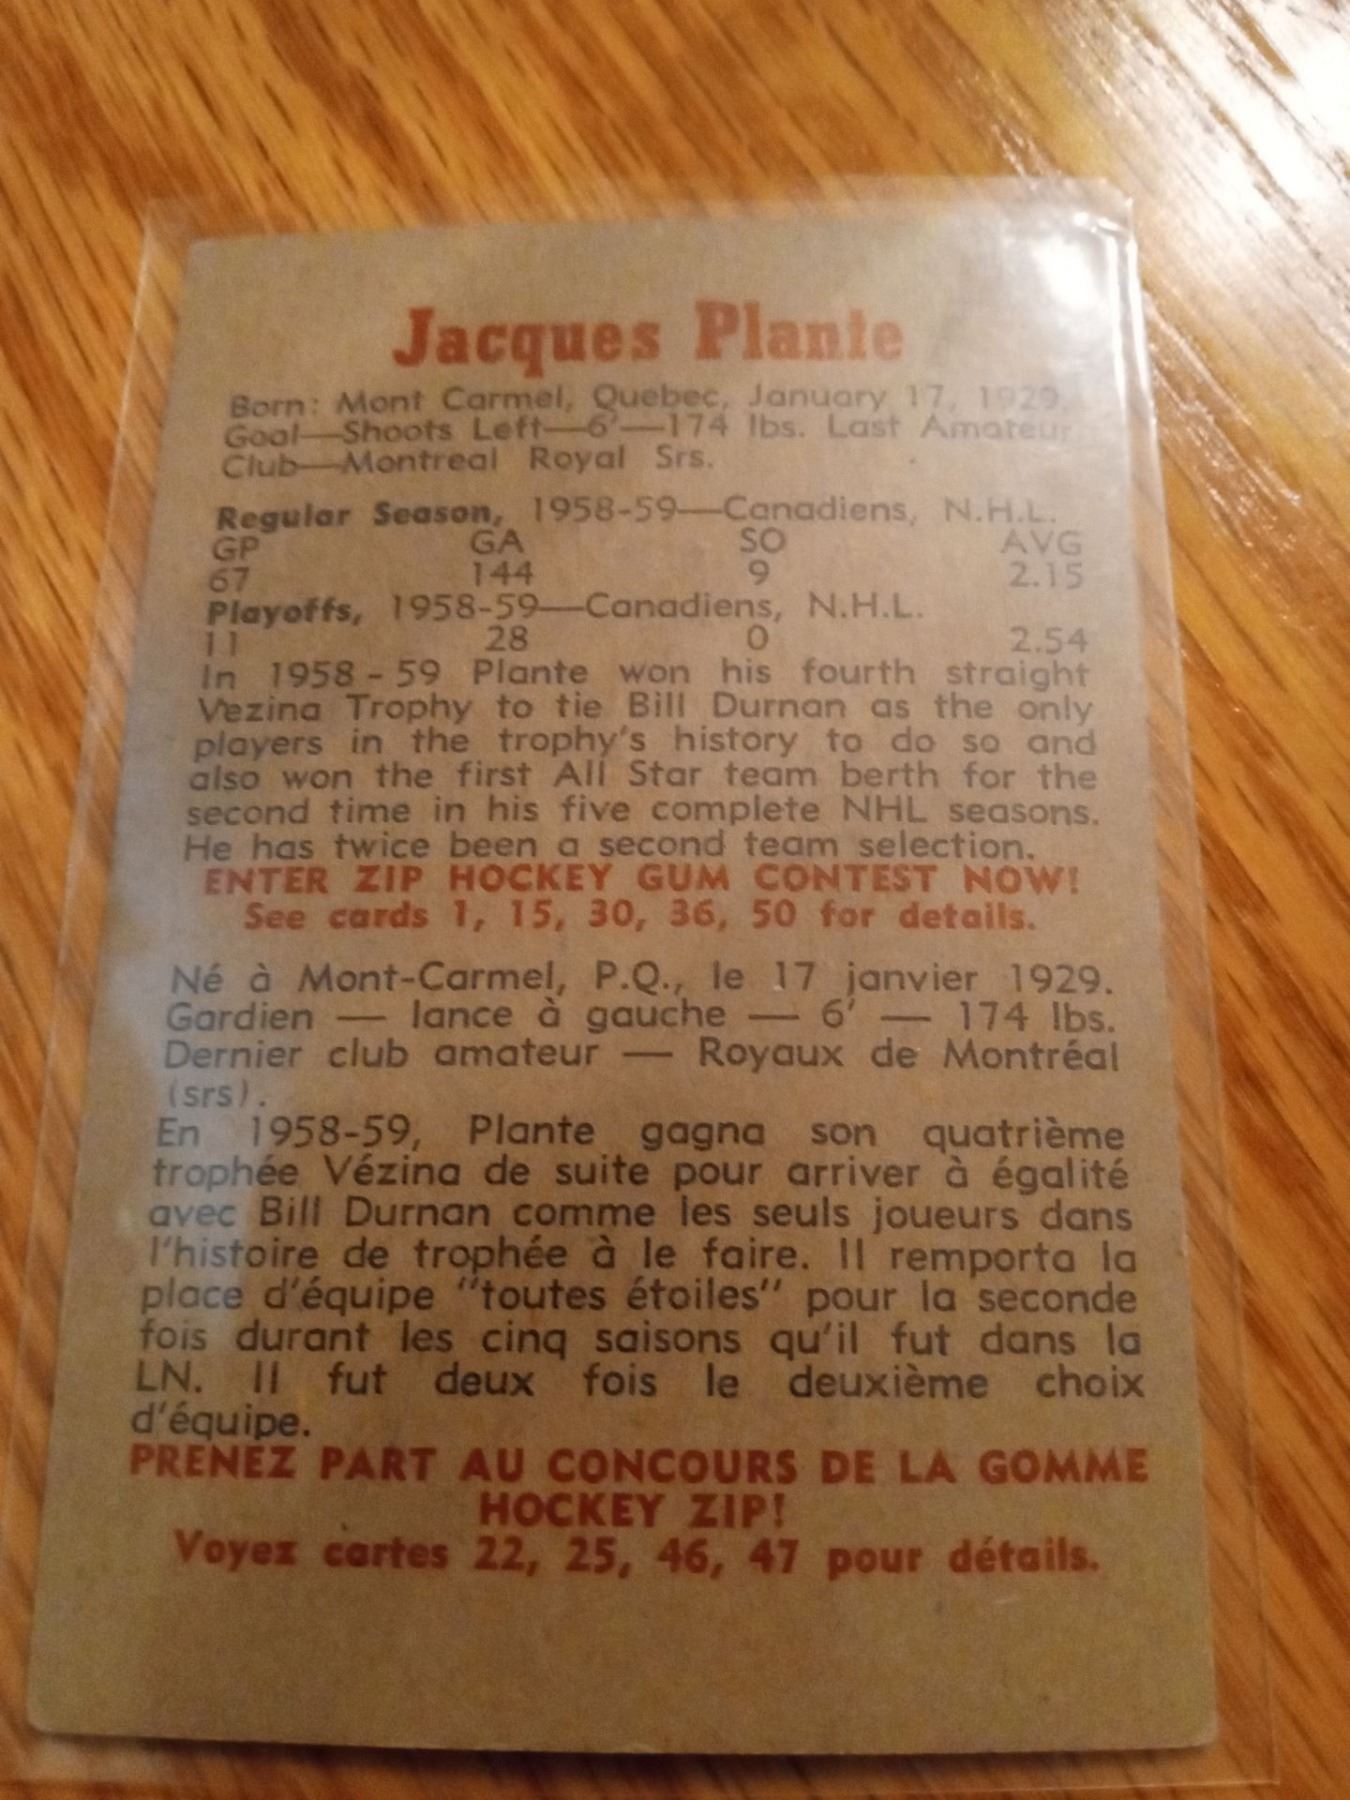 Jacques Plante
Born: Mont Carmel, Quebec, January 17, 1929.
Goal—Shoots Left—6'—174 lbs. Last Amateur
Club—Montreal Royal Srs.
Regular Season, 1958-59—Canadiens, N.H.L.
GP GA SO AVG
67 144 9 2.15
Playoffs, 1958-59—Canadiens, N.H.L.
11 28 0 2.54
In 1958-59 Plante won his fourth straight
Vezina Trophy to tie Bill Durnan as the only
players in the trophy's history to do so and
also won the first All Star team berth for the
second time in his five complete NHL seasons.
He has twice been a second team selection.
ENTER ZIP HOCKEY GUM CONTEST NOW!
See cards 1, 15, 30, 36, 50 for details.
Né à Mont-Carmel, P.Q., le 17 janvier 1929.
Gardien — lance à gauche — 6' — 174 lbs.
Dernier club amateur — Royaux de Montréal
(srs).
En 1958-59, Plante gagna son quatrième
trophée Vézina de suite pour arriver à égalité
avec Bill Durnan comme les seuls joueurs dans
l'histoire de trophée à le faire. Il remporta la
place d'équipe "toutes étoiles" pour la seconde
fois durant les cinq saisons qu'il fut dans la
LN. Il fut deux fois le deuxième choix
d'équipe.
PRENEZ PART AU CONCOURS DE LA GOMME
HOCKEY ZIP!
Voyez cartes 22, 25, 46, 47 pour détails.